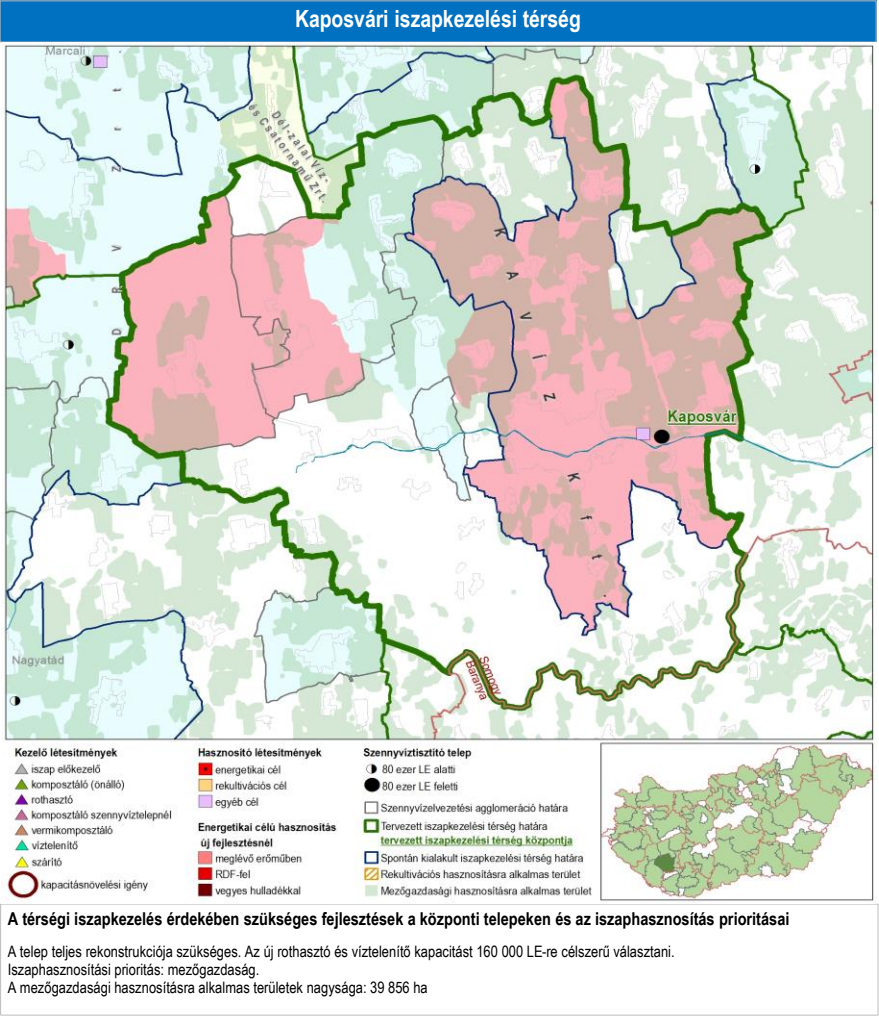 Kaposvári iszapkezelési térség
Marcali
Dél-zalai Víz-
és Csatornamű Zrt.
D R V Z r t
K A V Í Z K f t
Kaposvár
Nagyatád
Somogy
Baranya
Kezelő létesítmények
iszap előkezelő
komposztáló (önálló)
rothasztó
komposztáló szennyvíztelepnél
vermikomposztáló
víztelenítő
szárító
kapacitásnövelési igény
Hasznosító létesítmények
energetikai cél
rekultivációs cél
egyéb cél
Energetikai célú hasznosítás
új fejlesztésnél
meglévő erőműben
RDF-fel
vegyes hulladékkal
Szennyvíztisztító telep
80 ezer LE alatti
80 ezer LE feletti
Szennyvízelvezetési agglomeráció határa
Tervezett iszapkezelési térség határa
tervezett iszapkezelési térség központja
Spontán kialakult iszapkezelési térség határa
Rekultivációs hasznosításra alkalmas terület
Mezőgazdasági hasznosításra alkalmas terület
A térségi iszapkezelés érdekében szükséges fejlesztések a központi telepeken és az iszaphasznosítás prioritásai
A telep teljes rekonstrukciója szükséges. Az új rothasztó és víztelenítő kapacitást 160 000 LE-re célszerű választani.
Iszaphasznosítási prioritás: mezőgazdaság.
A mezőgazdasági hasznosításra alkalmas területek nagysága: 39 856 ha